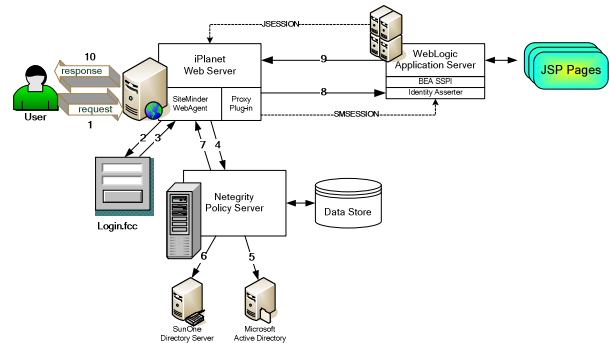 JSESSION
10
response
User
request
1
iPlanet
Web Server
SiteMinder
WebAgent
Proxy
Plug-in
9
8
WebLogic
Application Server
BEA SSPI
Identity Asserter
JSP Pages
SMSESSION
2
3
7
4
Login.fcc
Netegrity
Policy Server
Data Store
6
5
SunOne
Directory Server
Microsoft
Active Directory